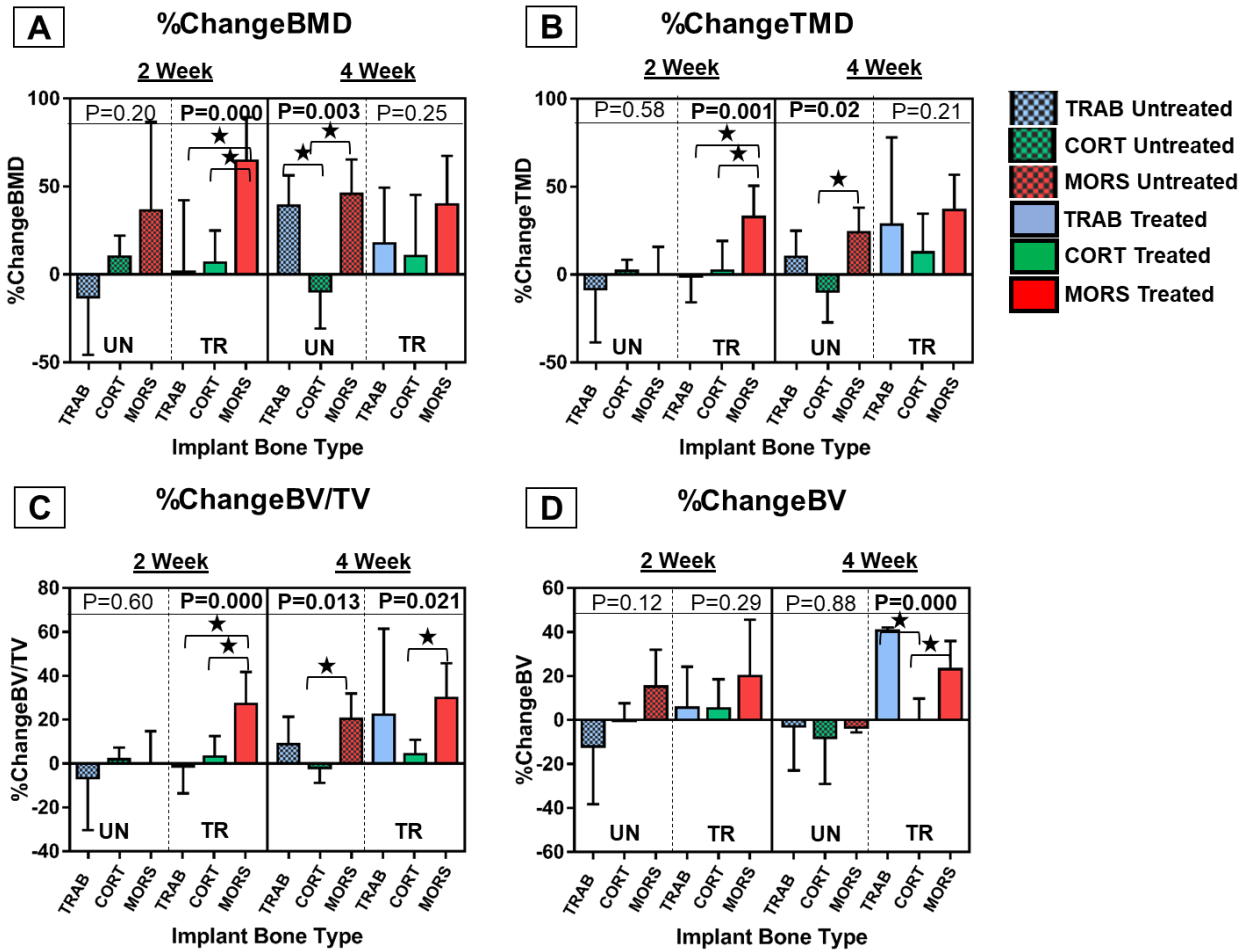 A
%ChangeBMD
2 Week
4 Week
P=0.20
P=0.000
P=0.003
P=0.25
100
50
0
-50
%ChangeBMD
UN
TR
UN
TR
TRAB
CORT
MORS
TRAB
CORT
MORS
TRAB
CORT
MORS
TRAB
CORT
MORS
Implant Bone Type
B
%ChangeTMD
2 Week
4 Week
P=0.58
P=0.001
P=0.02
P=0.21
100
50
0
-50
%ChangeTMD
UN
TR
UN
TR
TRAB
CORT
MORS
TRAB
CORT
MORS
TRAB
CORT
MORS
TRAB
CORT
MORS
Implant Bone Type
TRAB Untreated
CORT Untreated
MORS Untreated
TRAB Treated
CORT Treated
MORS Treated
C
%ChangeBV/TV
2 Week
4 Week
P=0.60
P=0.000
P=0.013
P=0.021
80
60
40
20
0
-20
-40
%ChangeBV/TV
UN
TR
TR
TRAB
CORT
MORS
TRAB
CORT
MORS
TRAB
CORT
MORS
TRAB
CORT
MORS
Implant Bone Type
D
%ChangeBV
2 Week
4 Week
P=0.12
P=0.29
P=0.88
P=0.000
60
40
20
0
-20
-40
-60
%ChangeBV
UN
TR
UN
TR
TRAB
CORT
MORS
TRAB
CORT
MORS
TRAB
CORT
MORS
TRAB
CORT
MORS
Implant Bone Type